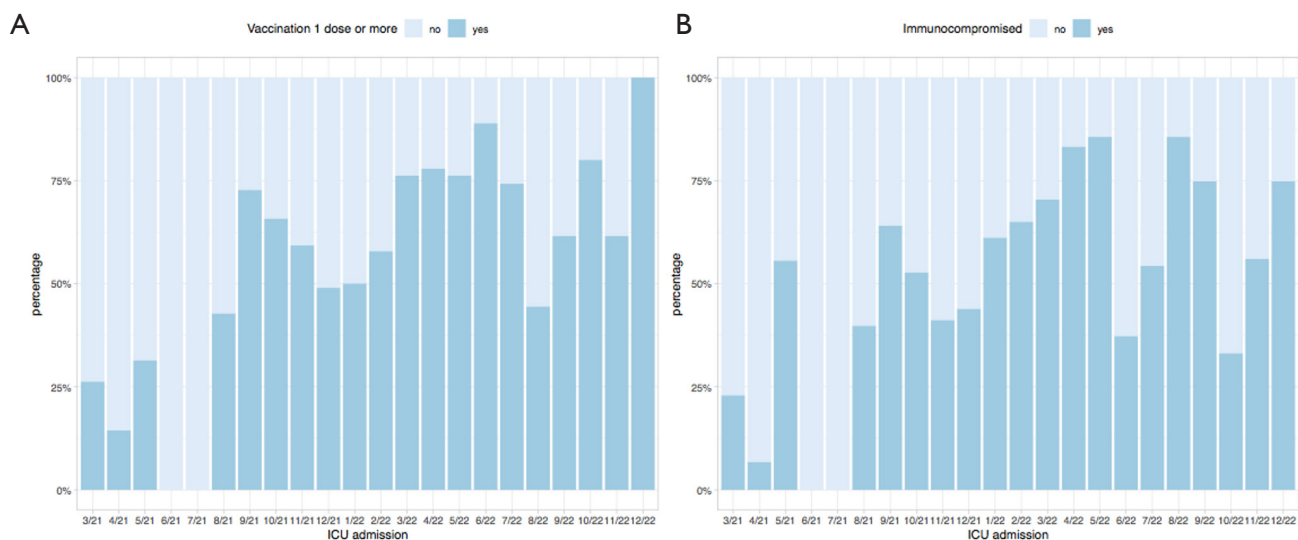 A
Vaccination 1 dose or more no yes
100%
75%
50%
25%
0%
percentage
3/21 4/21 5/21 6/21 7/21 8/21 9/21 10/21 11/21 12/21 1/22 2/22 3/22 4/22 5/22 6/22 7/22 8/22 9/22 10/22 11/22 12/22
ICU admission
B
Immunocompromised no yes
100%
75%
50%
25%
0%
percentage
3/21 4/21 5/21 6/21 7/21 8/21 9/21 10/21 11/21 12/21 1/22 2/22 3/22 4/22 5/22 6/22 7/22 8/22 9/22 10/22 11/22 12/22
ICU admission